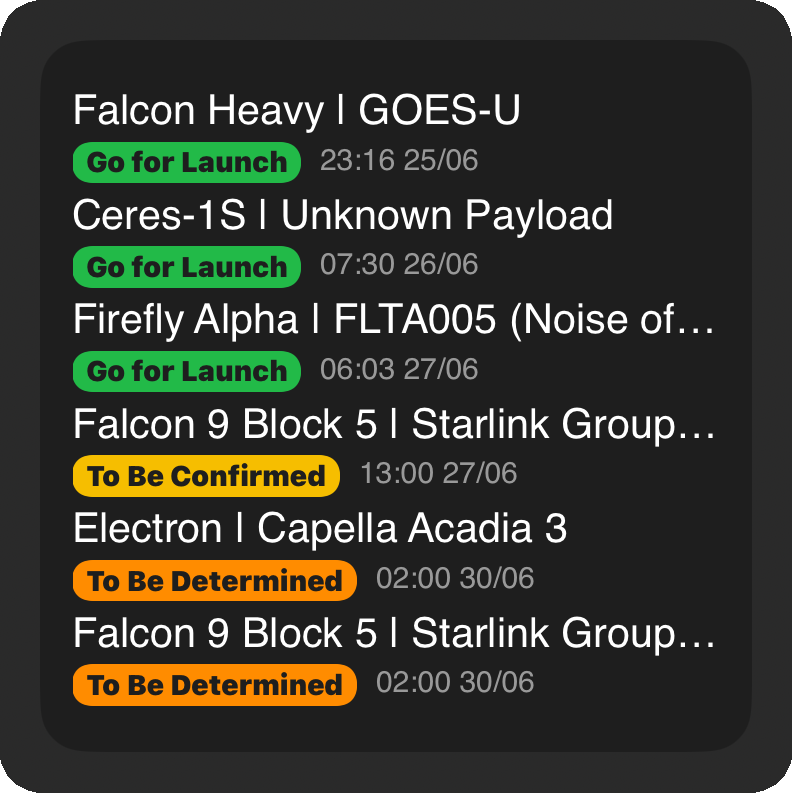 Falcon Heavy | GOES-U
Go for Launch 23:16 25/06
Ceres-1S | Unknown Payload
Go for Launch 07:30 26/06
Firefly Alpha | FLTA005 (Noise of…
Go for Launch 06:03 27/06
Falcon 9 Block 5 | Starlink Group…
To Be Confirmed 13:00 27/06
Electron | Capella Acadia 3
To Be Determined 02:00 30/06
Falcon 9 Block 5 | Starlink Group…
To Be Determined 02:00 30/06